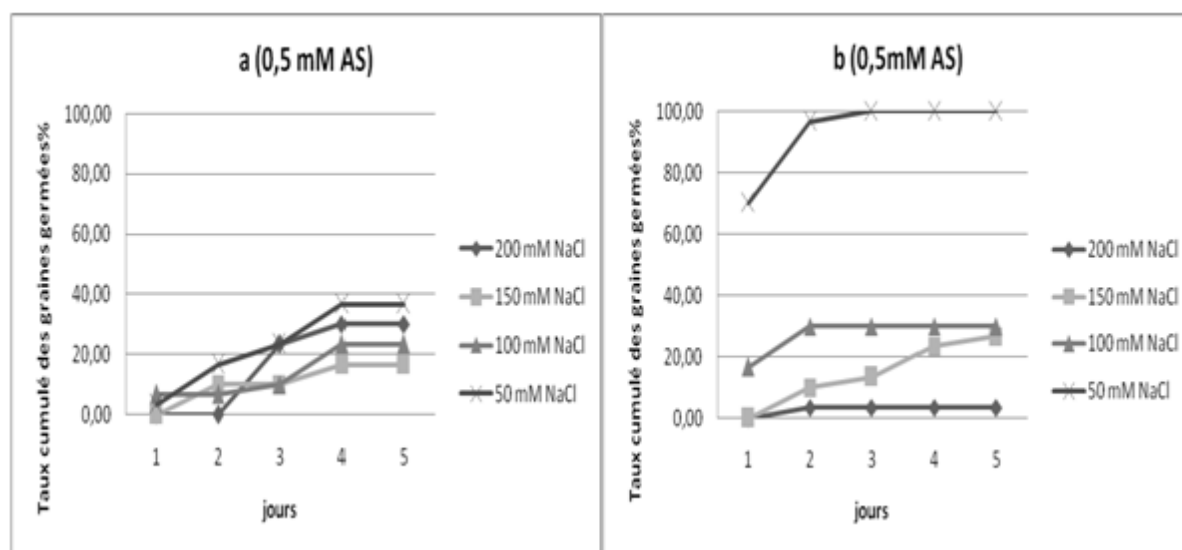 a (0,5 mM AS)
Taux cumulé des graines germées%
100,00
80,00
60,00
40,00
20,00
0,00
1 2 3 4 5
jours
200 mM NaCl
150 mM NaCl
100 mM NaCl
50 mM NaCl
b (0,5mM AS)
Taux cumulé des graines germées%
100,00
80,00
60,00
40,00
20,00
0,00
1 2 3 4 5
jours
200 mM NaCl
150 mM NaCl
100 mM NaCl
50 mM NaCl